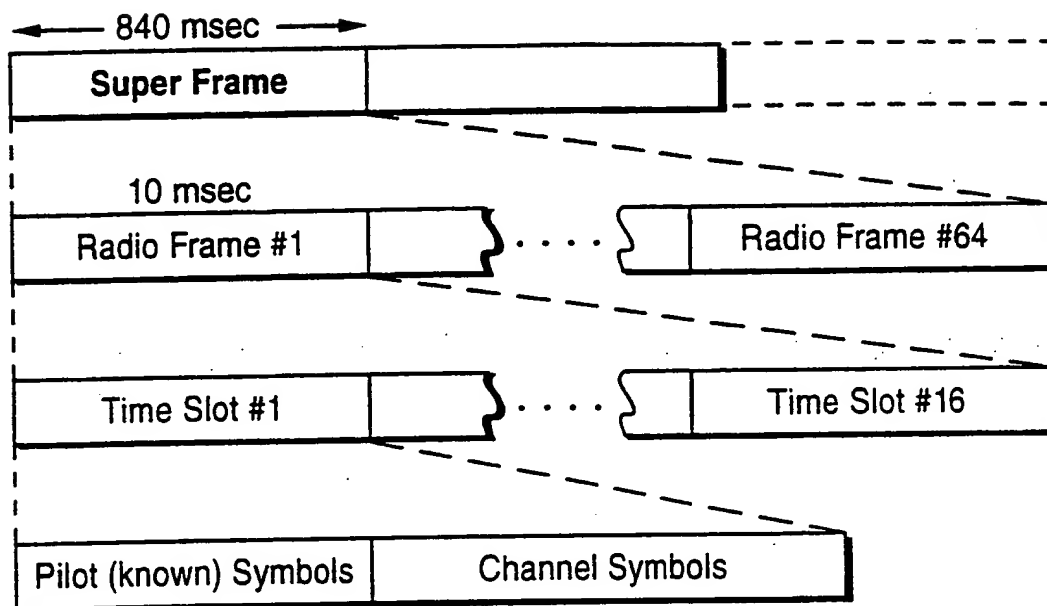 840 msec
Super Frame
10 msec
Radio Frame #1 . . . . . Radio Frame #64
Time Slot #1 . . . . . Time Slot #16
Pilot (known) Symbols Channel Symbols